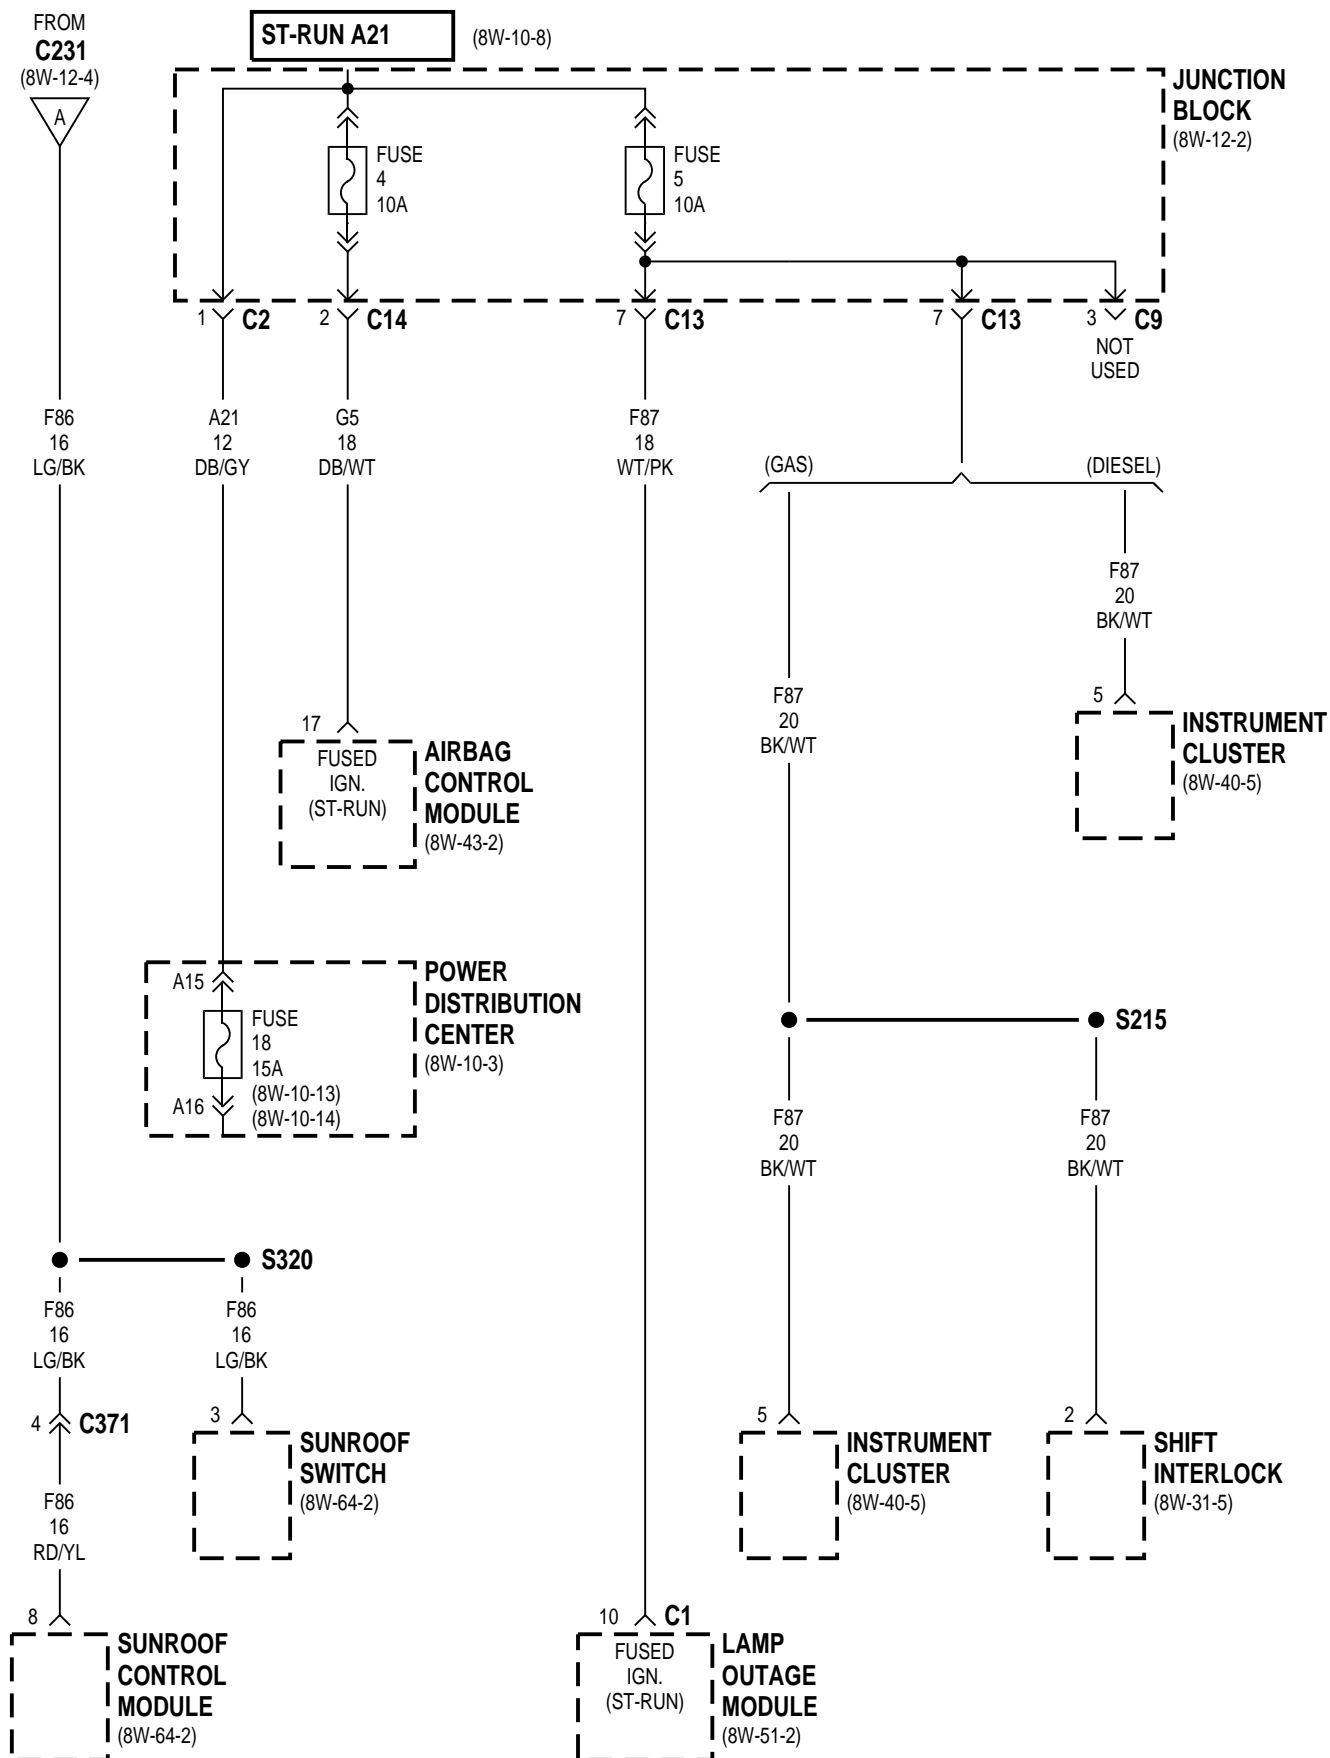 FROM
C231
(8W-12-4)
A
ST-RUN A21
(8W-10-8)
JUNCTION
BLOCK
(8W-12-2)
FUSE
4
10A
FUSE
5
10A
1 C2
2 C14
7 C13
7 C13
3 C9
NOT
USED
F86
16
LG/BK
A21
12
DB/GY
G5
18
DB/WT
F87
18
WT/PK
(GAS)
(DIESEL)
F87
20
BK/WT
5
INSTRUMENT
CLUSTER
(8W-40-5)
F87
20
BK/WT
17
FUSED
IGN.
(ST-RUN)
AIRBAG
CONTROL
MODULE
(8W-43-2)
A15
FUSE
18
15A
(8W-10-13)
(8W-10-14)
A16
POWER
DISTRIBUTION
CENTER
(8W-10-3)
S215
F87
20
BK/WT
F87
20
BK/WT
S320
F86
16
LG/BK
F86
16
LG/BK
4 C371
3
SUNROOF
SWITCH
(8W-64-2)
5
INSTRUMENT
CLUSTER
(8W-40-5)
2
SHIFT
INTERLOCK
(8W-31-5)
F86
16
RD/YL
8
SUNROOF
CONTROL
MODULE
(8W-64-2)
10 C1
FUSED
IGN.
(ST-RUN)
LAMP
OUTAGE
MODULE
(8W-51-2)